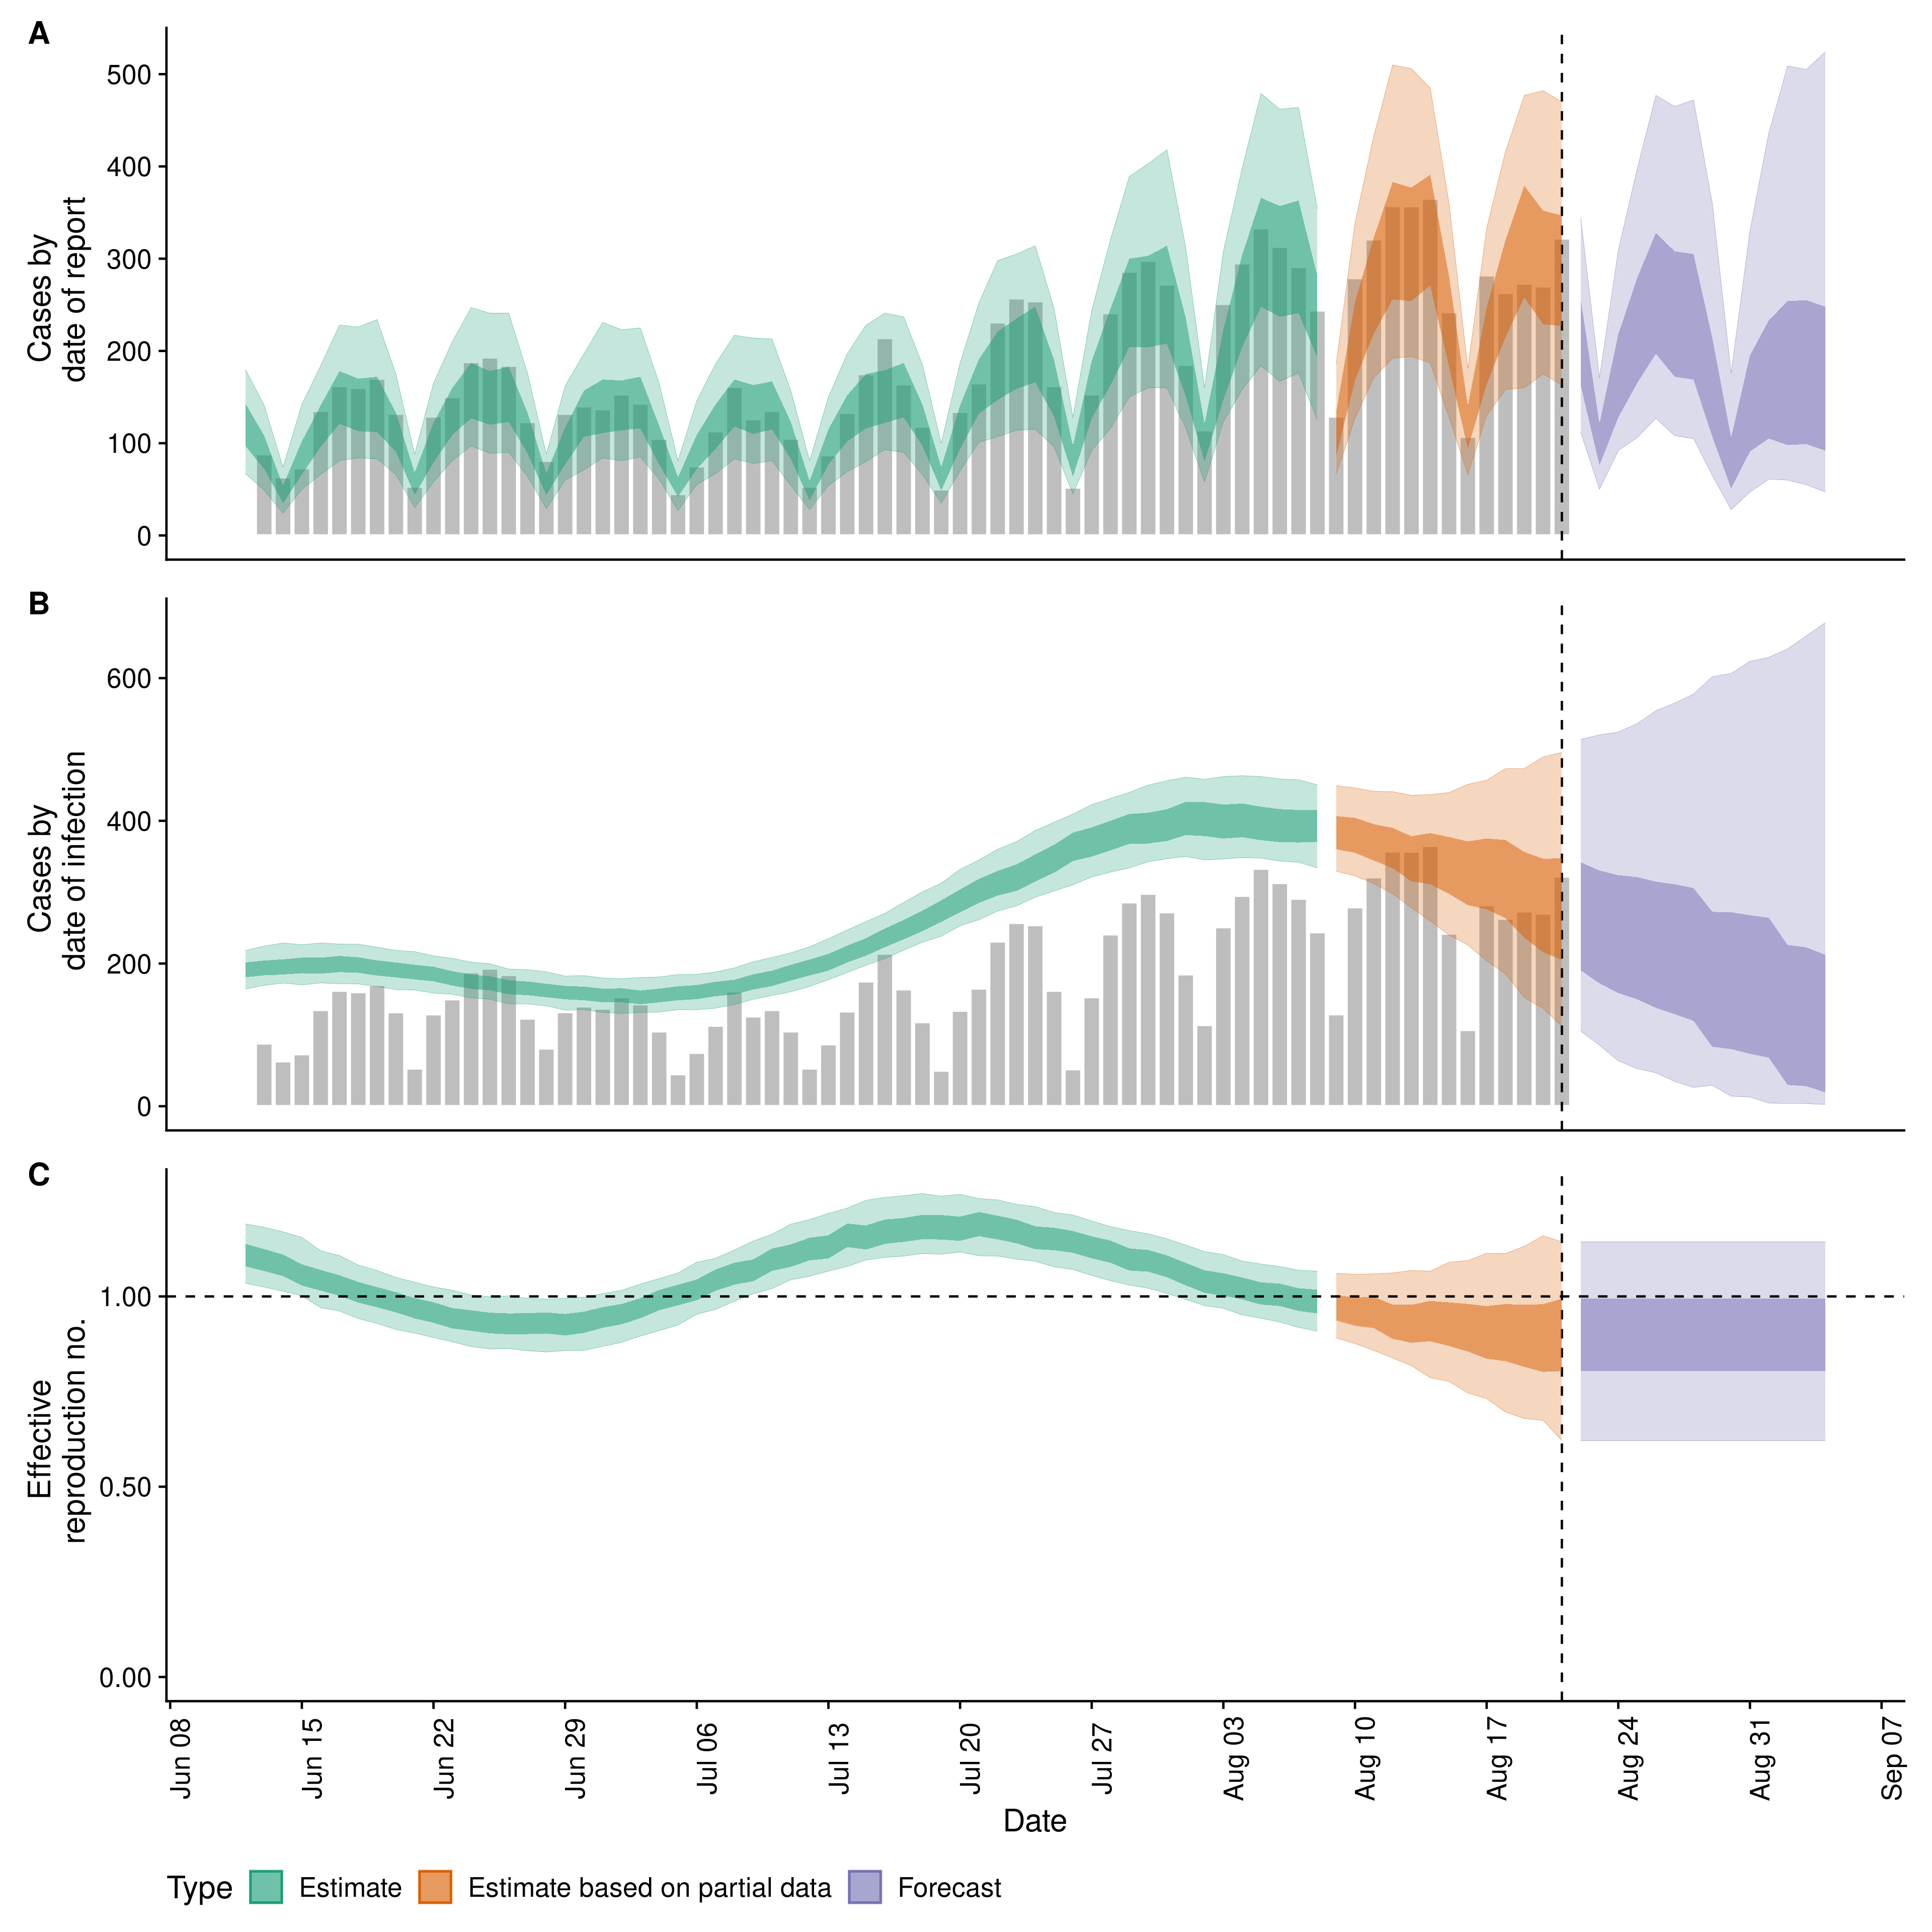 A
Cases by
date of report
500
400
300
200
100
0
B
Cases by
date of infection
600
400
200
0
C
Effective
reproduction no.
1.00
0.50
0.00
Jun 08
Jun 15
Jun 22
Jun 29
Jul 06
Jul 13
Jul 20
Jul 27
Aug 03
Aug 10
Aug 17
Aug 24
Aug 31
Sep 07
Date
Type Estimate Estimate based on partial data Forecast